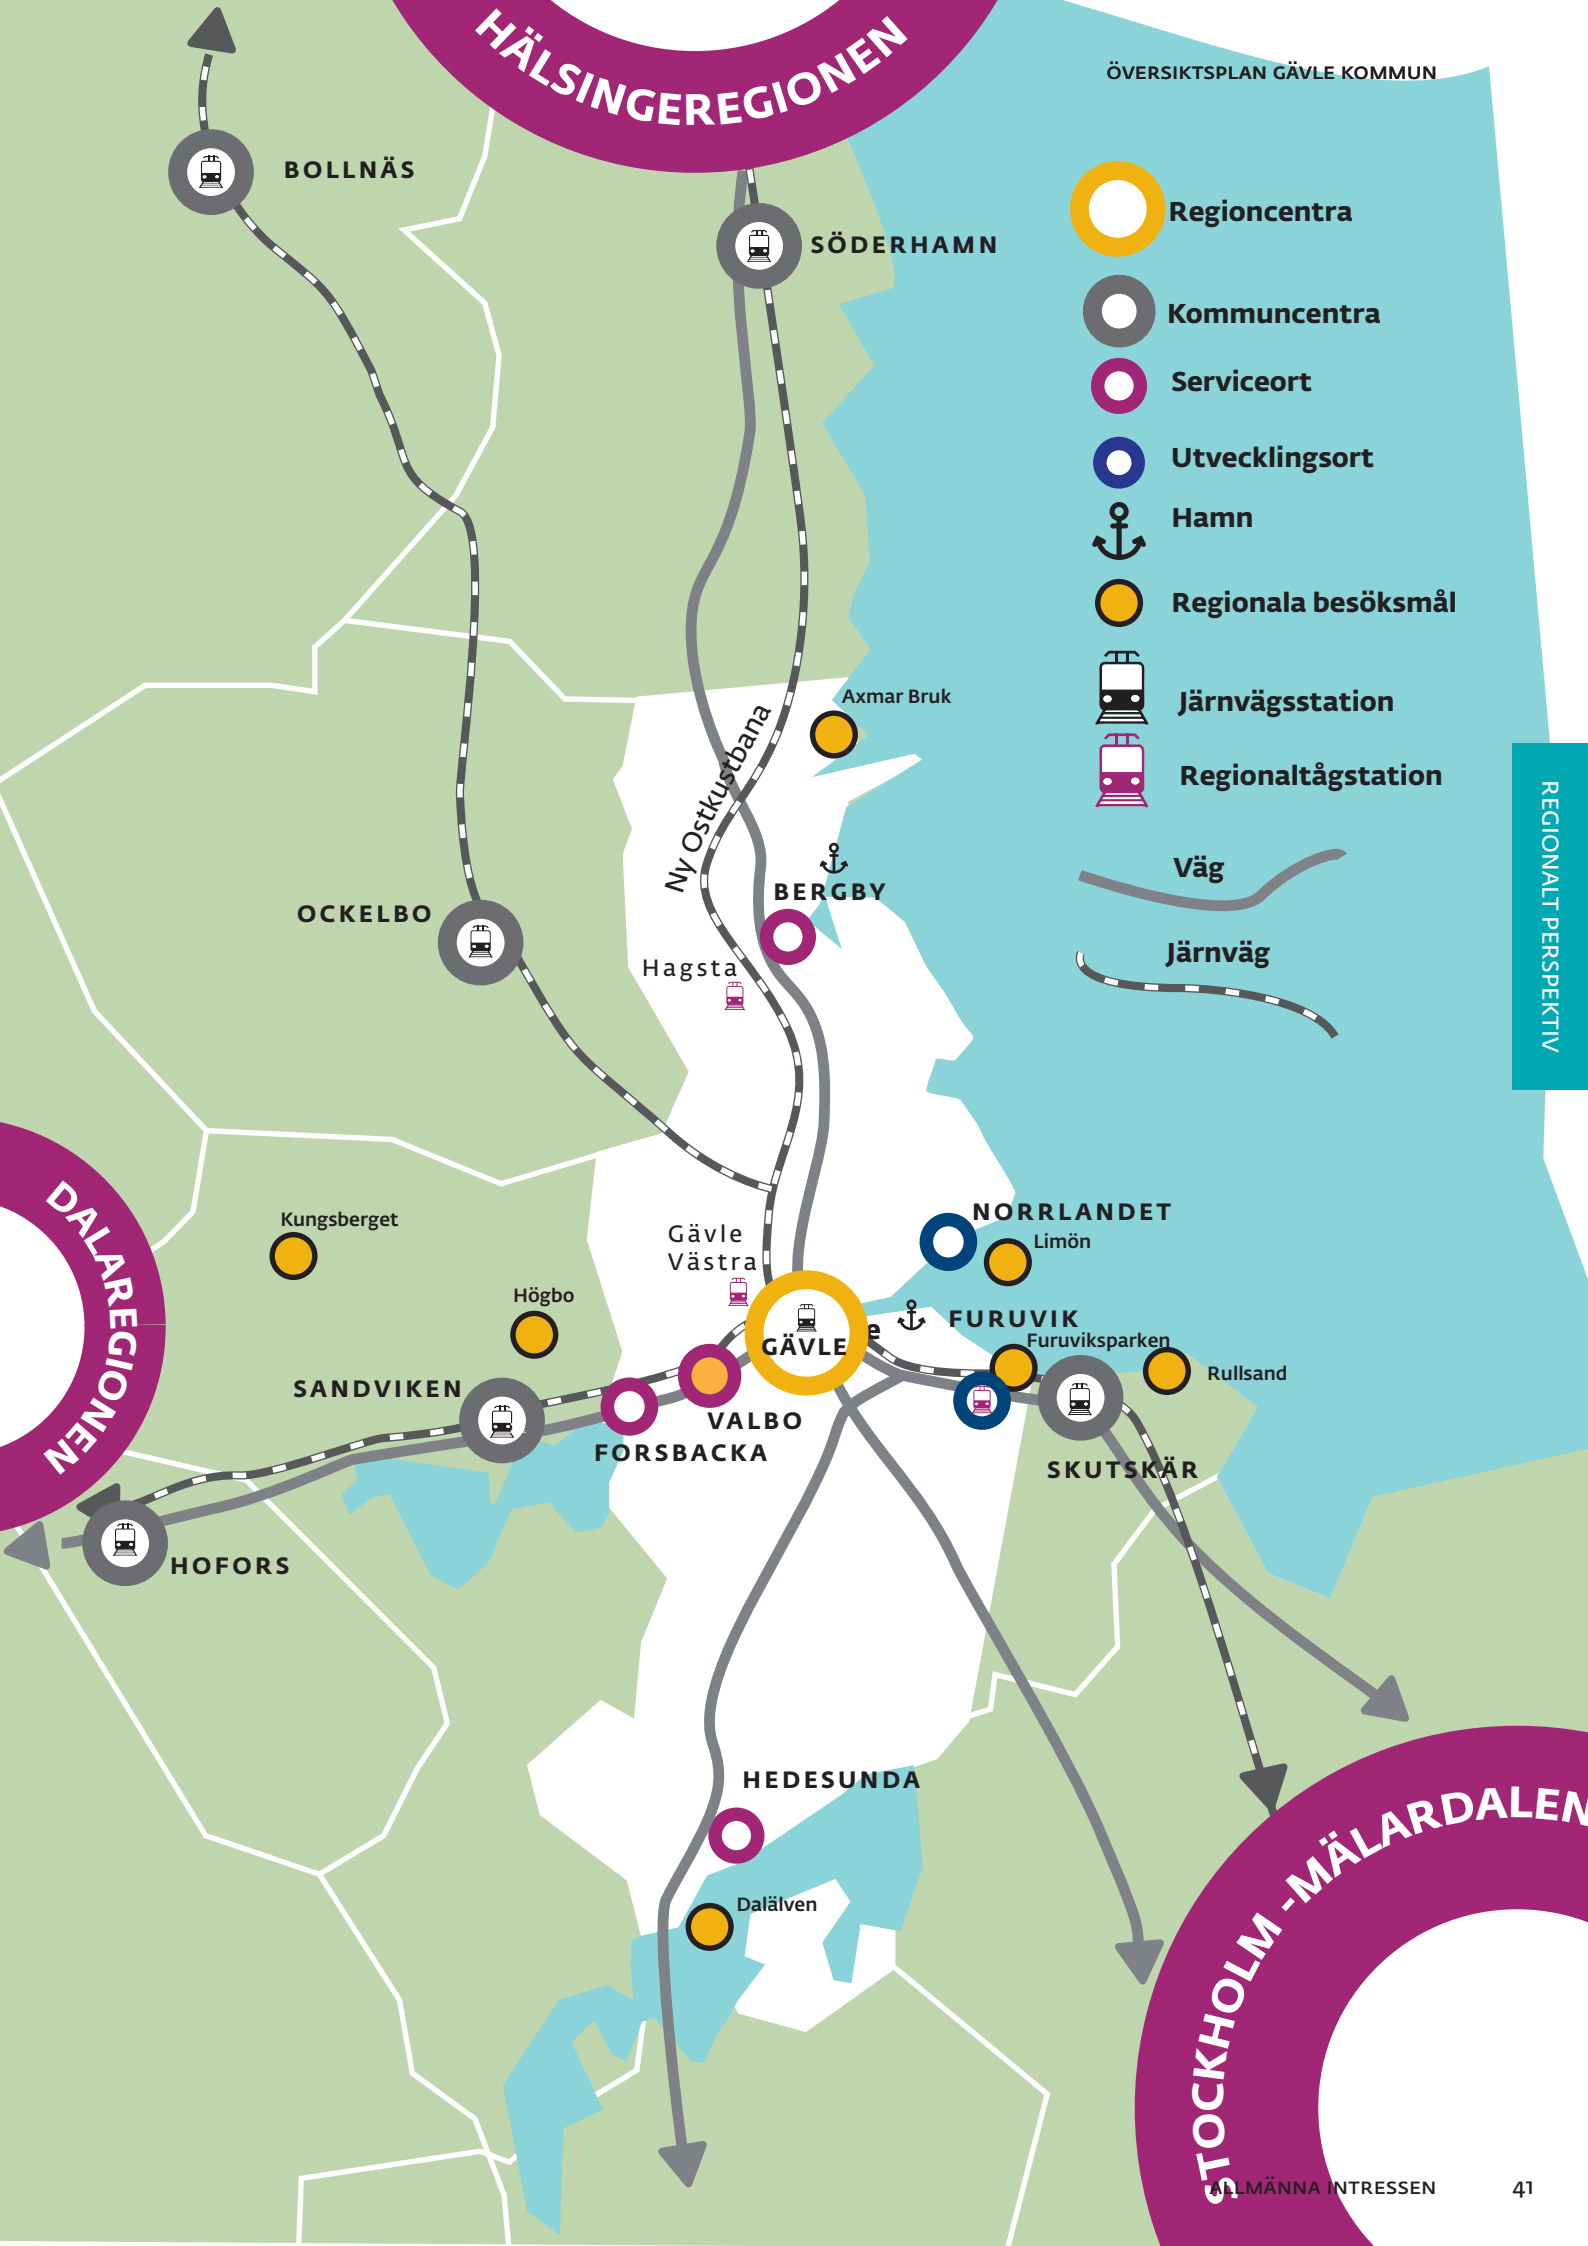 HÄLSINGEREGIONEN
ÖVERSIKTSPLAN GÄVLE KOMMUN
BOLLNÄS
SÖDERHAMN
Regioncentra
Kommuncentra
Serviceort
Utvecklingsort
Hamn
Regionala besöksmål
Järnvägsstation
Regionaltågstation
Väg
Järnväg
REGIONALT PERSPEKTIV
Axmar Bruk
Ny Ostkustbana
BERGBY
OCKELBO
Hagsta
DALAREGIONEN
Kungsberget
Högbo
Gävle
Västra
NORRLANDET
Limön
GÄVLE
e
FURUVIK
Furuviksparken
Rullsand
SANDVIKEN
VALBO
FORSBACKA
SKUTSKÄR
HOFORS
HEDESUNDA
Dalälven
STOCKHOLM -MÄLARDALEN
ALLMÄNNA INTRESSEN
41